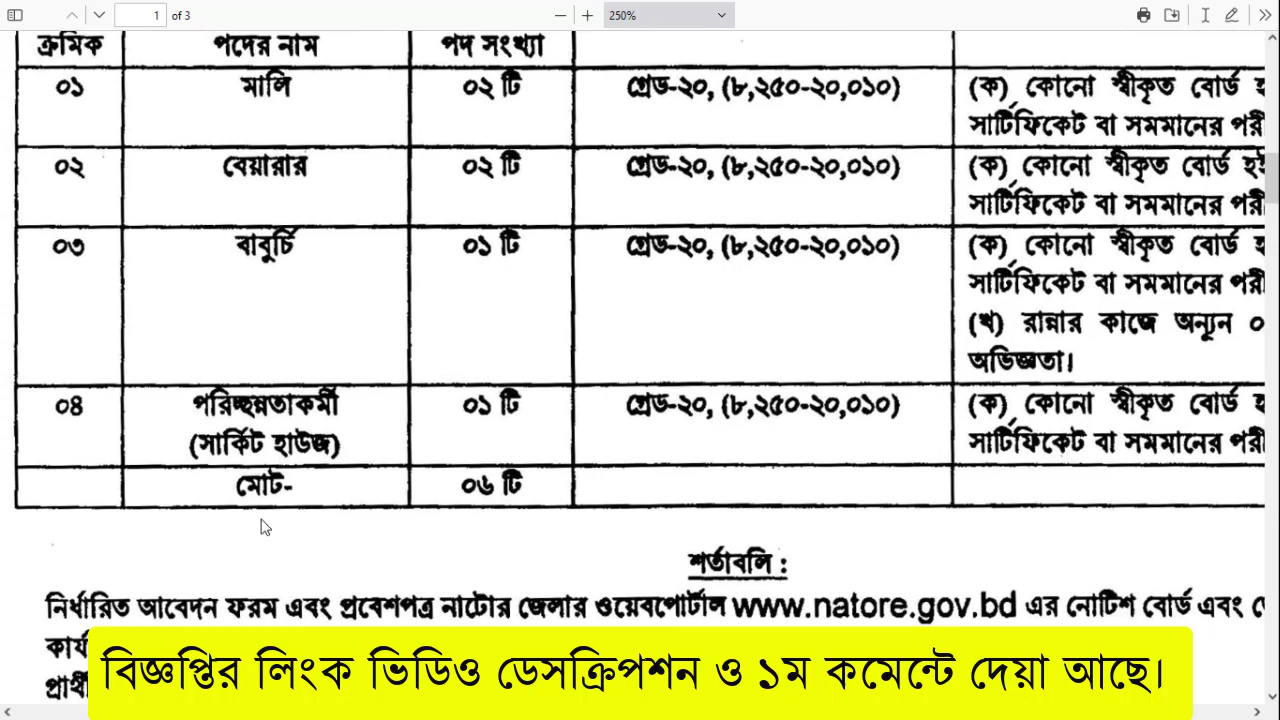 1 of 3 250%
ক্রমিক পদের নাম পদ সংখ্যা
০১ মালি ০২ টি গ্রেড-২০, (৮,২৫০-২০,০১০) (ক) কোনো স্বীকৃত বোর্ড
সার্টিফিকেট বা সমমানের
০২ বেয়ারার ০২ টি গ্রেড-২০, (৮,২৫০-২০,০১০) (ক) কোনো স্বীকৃত বোর্ড
সার্টিফিকেট বা সমমানের
০৩ বাবুর্চি ০১ টি গ্রেড-২০, (৮,২৫০-২০,০১০) (ক) কোনো স্বীকৃত বোর্ড
সার্টিফিকেট বা সমমানের
(খ) রান্নার কাজে অন্যূন
অভিজ্ঞতা।
০৪ পরিচ্ছন্নতাকর্মী ০১ টি গ্রেড-২০, (৮,২৫০-২০,০১০) (ক) কোনো স্বীকৃত বোর্ড
(সার্কিট হাউজ) সার্টিফিকেট বা সমমানের
মোট- ০৬ টি
শর্তাবলি :
নির্ধারিত আবেদন ফরম এবং প্রবেশপত্র নাটোর জেলার ওয়েবপোর্টাল www.natore.gov.bd এর নোটিশ বোর্ড এবং
বিজ্ঞপ্তির লিংক ভিডিও ডেসক্রিপশন ও ১ম কমেন্টে দেয়া আছে।